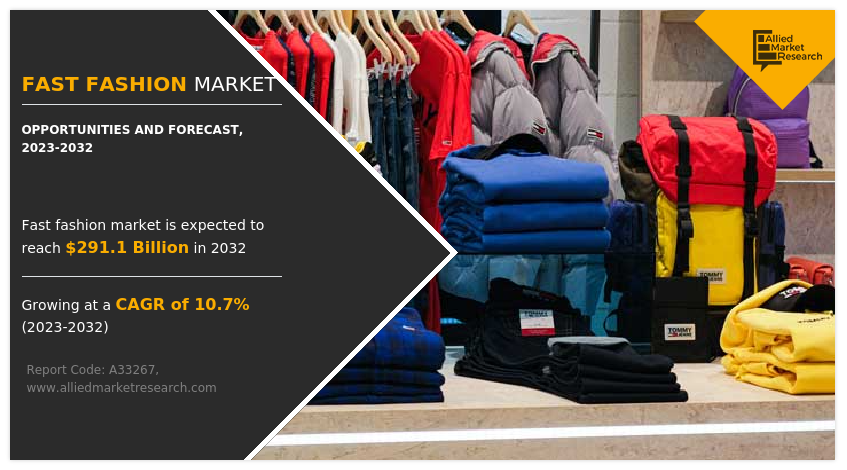 FAST FASHION MARKET
OPPORTUNITIES AND FORECAST,
2023-2032
Fast fashion market is expected to
reach $291.1 Billion in 2032
Growing at a CAGR of 10.7%
(2023-2032)
Report Code: A33267,
www.alliedmarketresearch.com
Allied
Market
Research
TOMMY
TOMMY
TOMMY